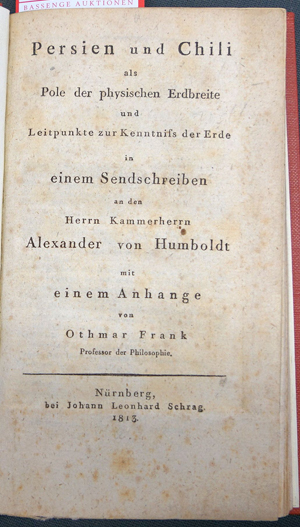 BASSENGE AUKTIONEN
Persien und Chili
als
Pole der physischen Erdbreite
und
Leitpunkte zur Kenntniſs der Erde
in
einem Sendschreiben
an den
Herrn Kammerherrn
Alexander von Humboldt
mit
einem Anhange
von
Othmar Frank
Professor der Philosophie.
Nürnberg,
bei Johann Leonhard Schrag.
1813.